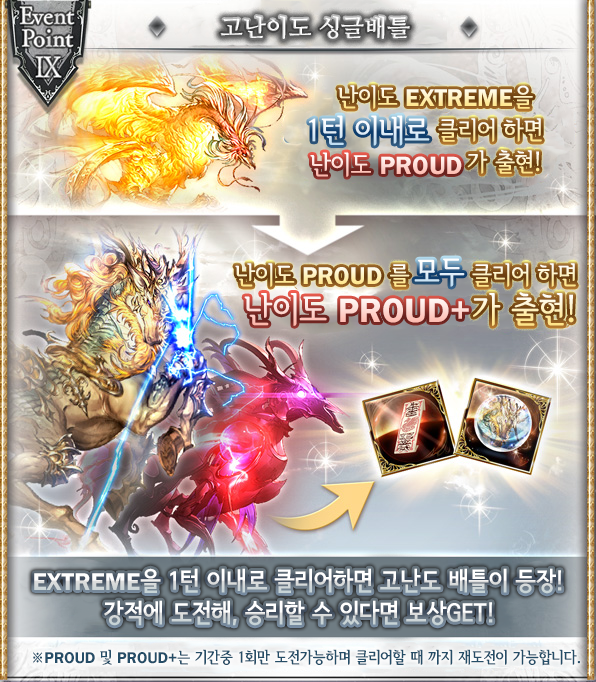 Event
Point
IX
고난이도 싱글배틀
난이도 EXTREME을
1턴 이내로 클리어 하면
난이도 PROUD가 출현!
난이도 PROUD 를 모두 클리어 하면
난이도 PROUD+가 출현!
EXTREME을 1턴 이내로 클리어하면 고난도 배틀이 등장!
강적에 도전해, 승리할 수 있다면 보상GET!
※PROUD 및 PROUD+는 기간중 1회만 도전가능하며 클리어할 때 까지 재도전이 가능합니다.